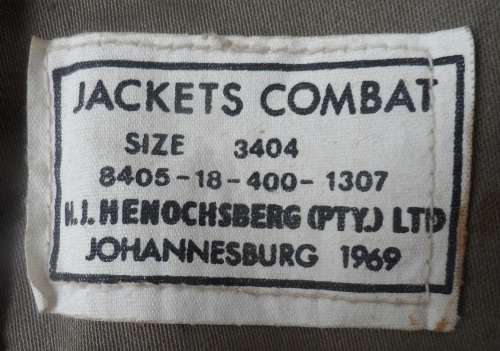 JACKETS COMBAT
SIZE 3404
8405-18-400-1307
H.J. HENOCHSBERG (PTY.) LTD
JOHANNESBURG 1969